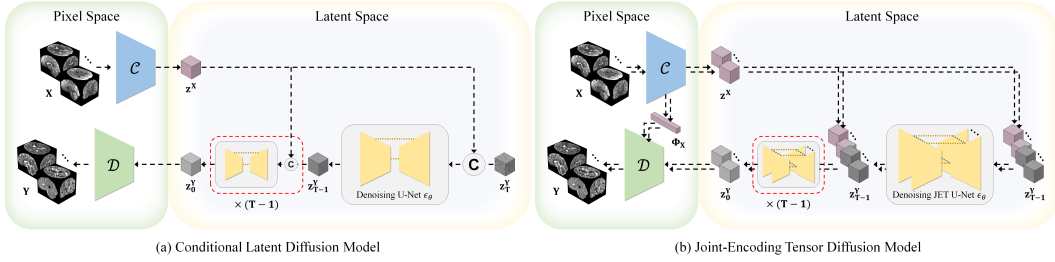 Pixel Space
Latent Space
X
𝒞
z^X
Y
𝒟
z_0^Y
C
z_{T-1}^Y
C
z_T^Y
Denoising U-Net ϵ_θ
× (T − 1)
(a) Conditional Latent Diffusion Model
Pixel Space
Latent Space
X
𝒞
z^X
Φ_X
Y
𝒟
z_0^Y
z_{T-1}^Y
z_{T-1}^Y
Denoising JET U-Net ϵ_θ
× (T − 1)
(b) Joint-Encoding Tensor Diffusion Model